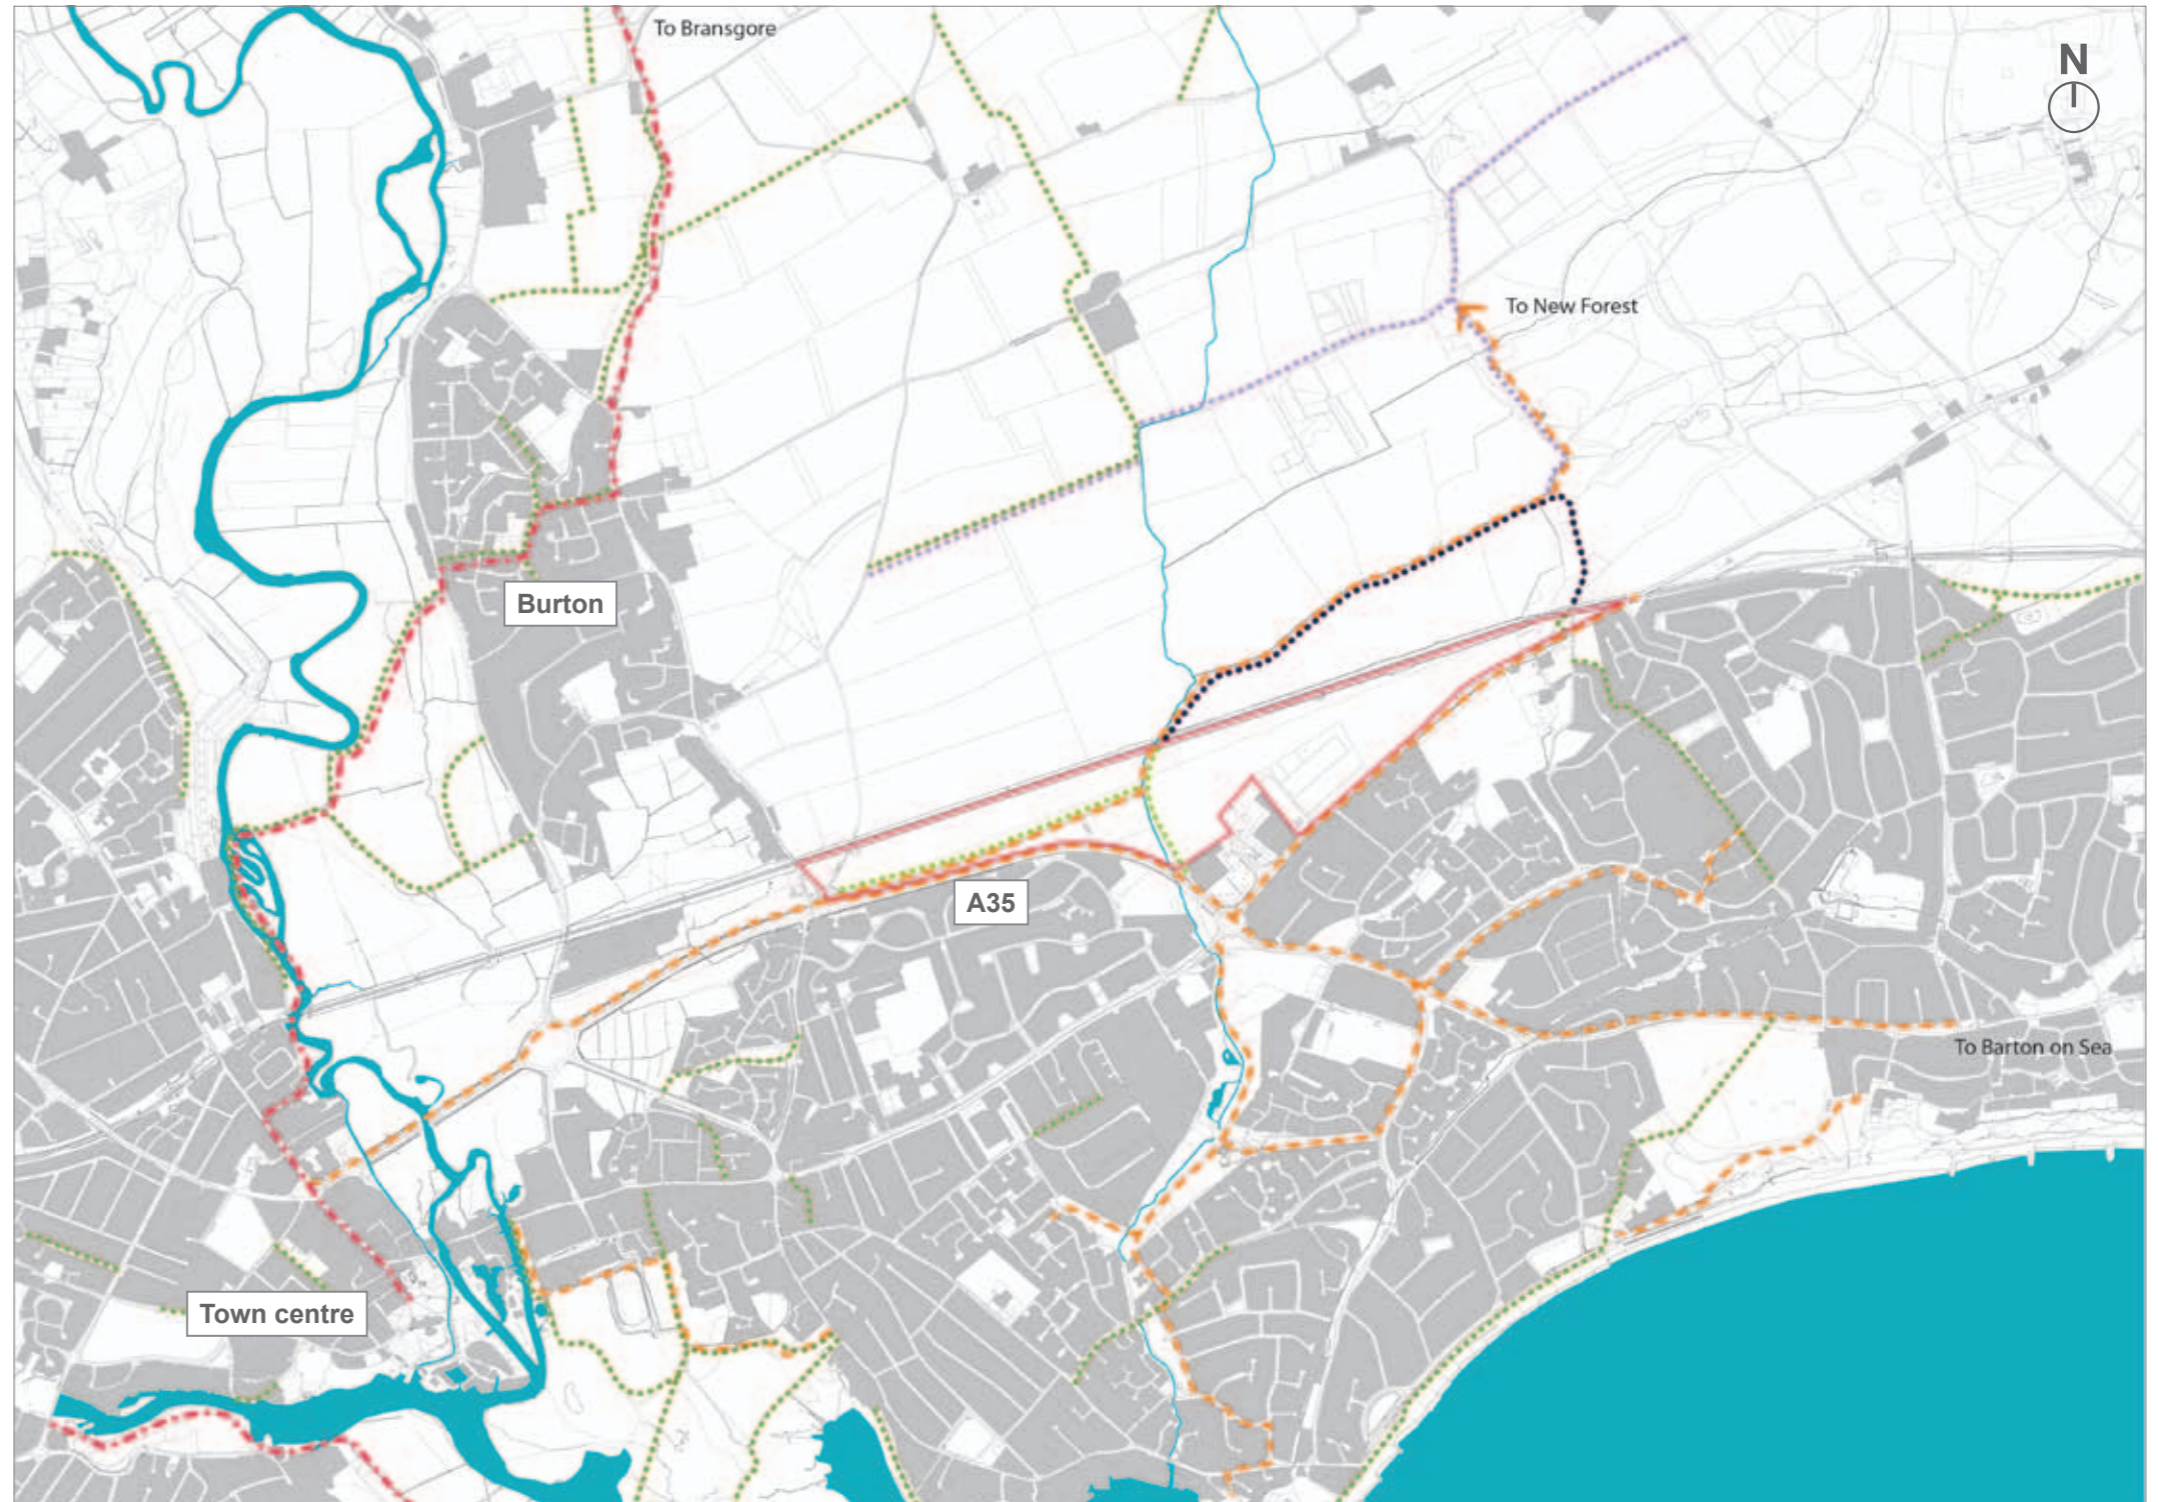 To Bransgore
N
To New Forest
Burton
A35
To Barton on Sea
Town centre